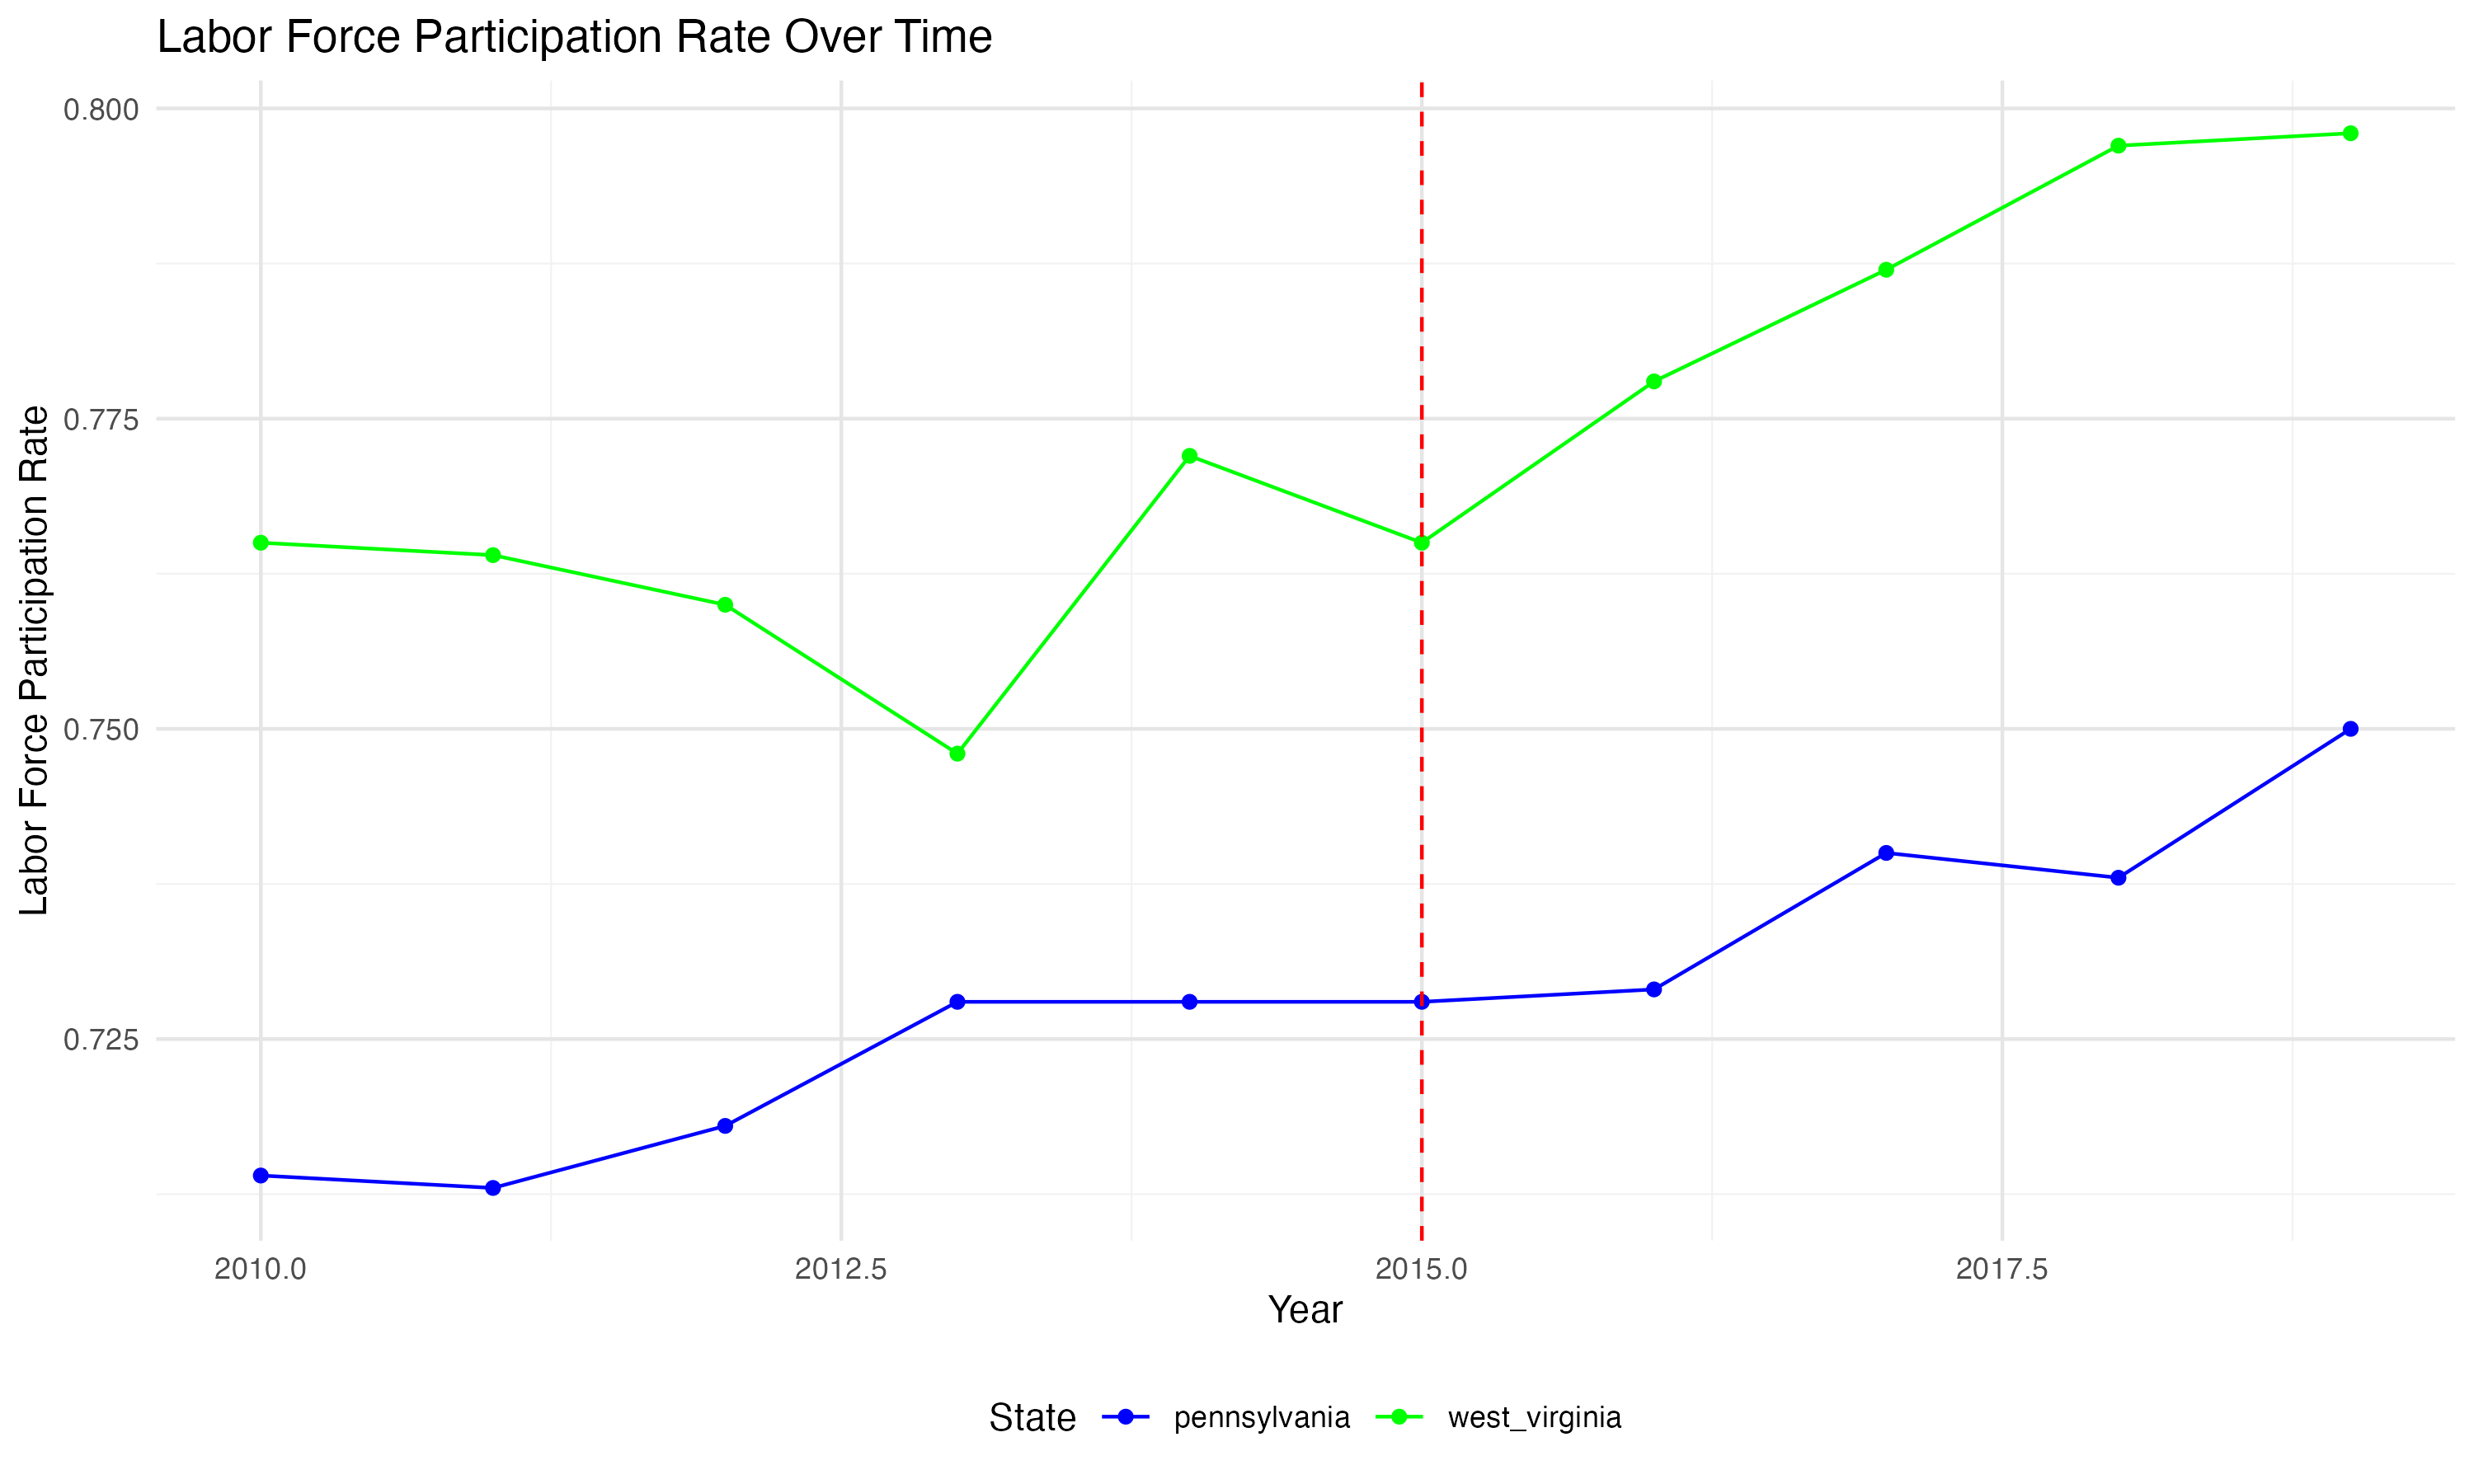 Labor Force Participation Rate Over Time
Labor Force Participation Rate
0.800
0.775
0.750
0.725
2010.0 2012.5 2015.0 2017.5
Year
State pennsylvania west_virginia